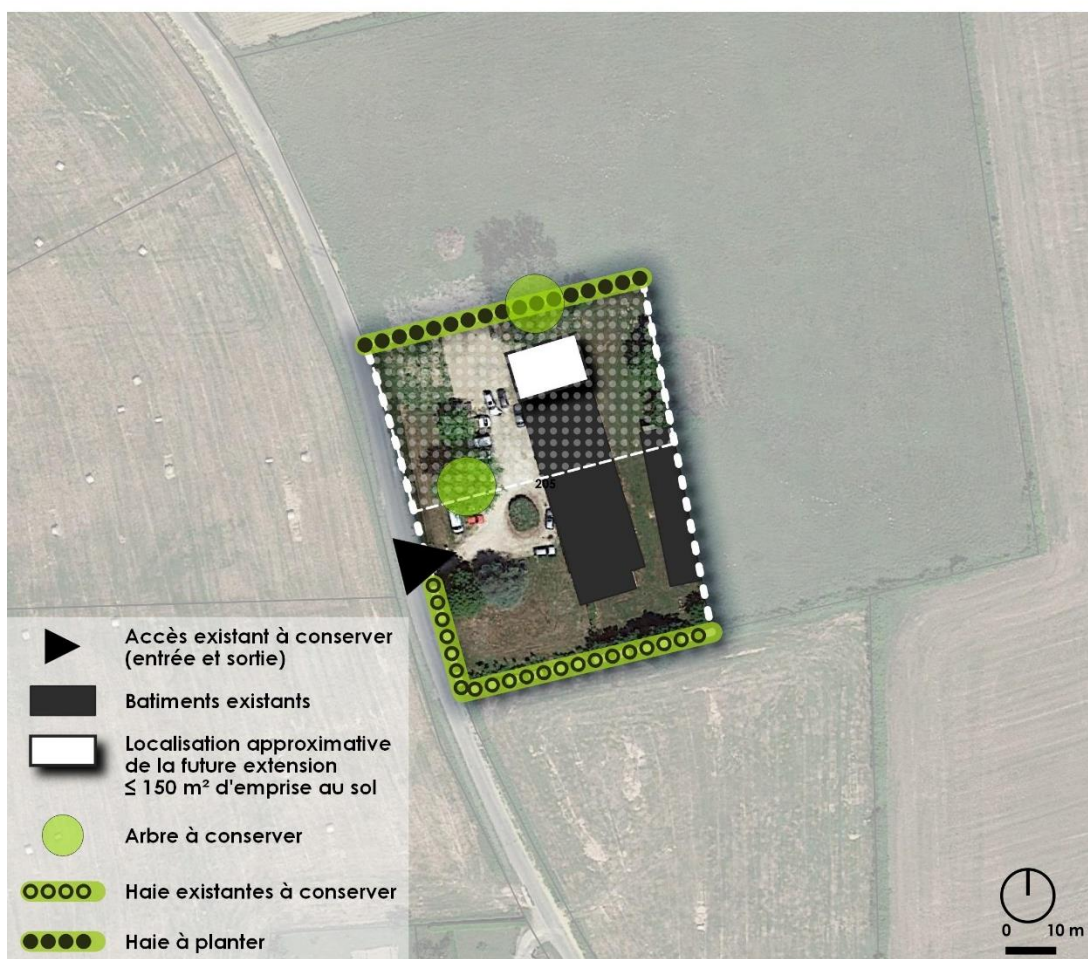 205
Accès existant à conserver
(entrée et sortie)
Batiments existants
Localisation approximative
de la future extension
≤ 150 m² d'emprise au sol
Arbre à conserver
Haie existantes à conserver
Haie à planter
0 10 m